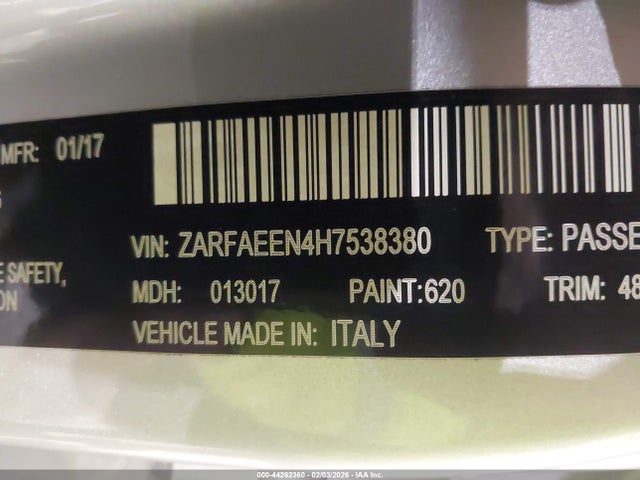 MFR: 01/17
VIN: ZARFAEEN4H7538380 TYPE: PASSE
E SAFETY,
MDH: 013017 PAINT:620 TRIM: 48
ON
VEHICLE MADE IN: ITALY
000-44262360 - 02/03/2026 - IAA Inc.